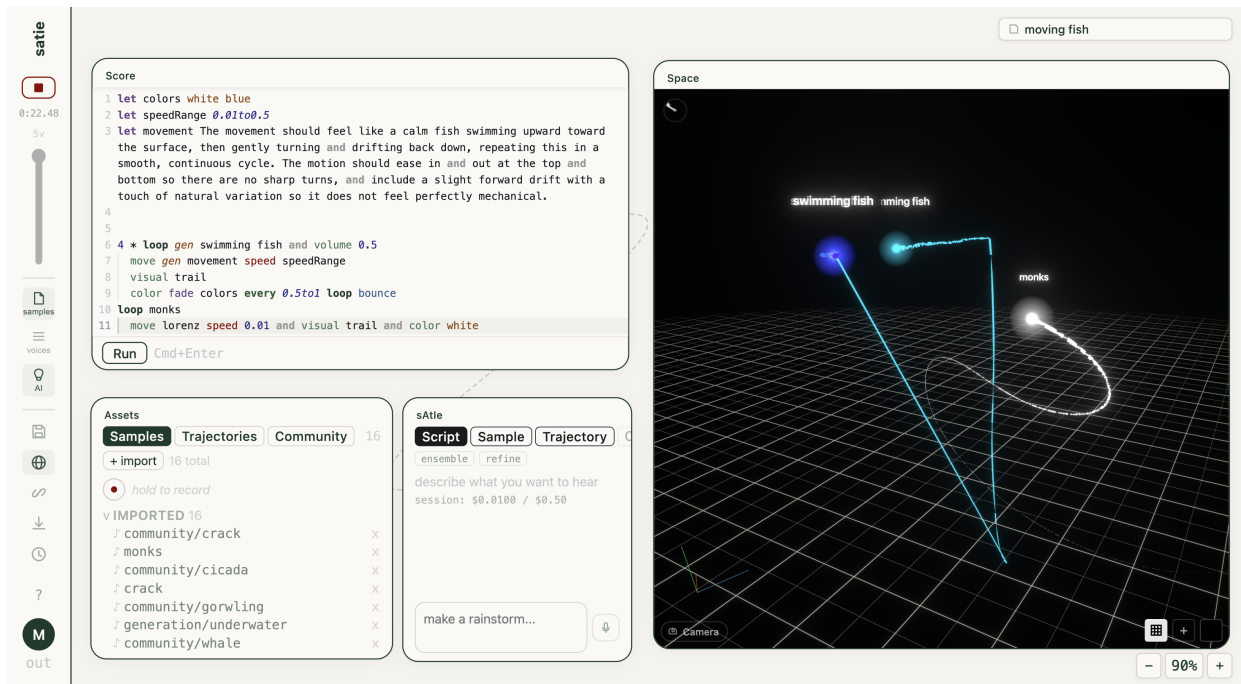 satie
0:22.48
5v
samples
voices
AI
?
M
out
moving fish
Score
1 let colors white blue
2 let speedRange 0.01to0.5
3 let movement The movement should feel like a calm fish swimming upward toward
the surface, then gently turning and drifting back down, repeating this in a
smooth, continuous cycle. The motion should ease in and out at the top and
bottom so there are no sharp turns, and include a slight forward drift with a
touch of natural variation so it does not feel perfectly mechanical.
4
5
6 4 * loop gen swimming fish and volume 0.5
7 move gen movement speed speedRange
8 visual trail
9 color fade colors every 0.5to1 loop bounce
10 loop monks
11 move lorenz speed 0.01 and visual trail and color white
Run Cmd+Enter
Assets
Samples Trajectories Community 16
+ import 16 total
hold to record
v IMPORTED 16
♪ community/crack x
♪ monks x
♪ community/cicada x
♪ crack x
♪ community/gorwling x
♪ generation/underwater x
♪ community/whale x
sAtIe
Script Sample Trajectory
ensemble refine
describe what you want to hear
session: $0.0100 / $0.50
make a rainstorm...
Space
swimming fish nming fish
monks
Camera
+
− 90% +